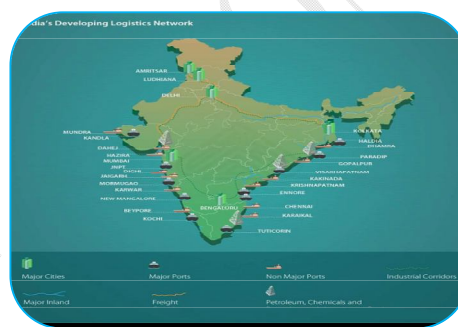 dia's Developing Logistics Network
AMRITSAR
LUDHIANA
DELHI
MUNDRA
KANDLA
DAHEJ
HAZIRA
MUMBAI
JNPT
DIGHI
JAIGARH
MORMUGAO
KARWAR
NEW MANGALORE
BEYPORE
KOCHI
BENGALORU
KOLKATA
HALDIA
DHAMRA
PARADIP
GOPALPUR
VISAKHAPATNAM
KAKINADA
KRISHNAPATNAM
ENNORE
CHENNAI
KARAIKAL
TUTICORIN
Major Cities
Major Ports
Non Major Ports
Industrial Corridors
Major Inland
Freight
Petroleum, Chemicals and